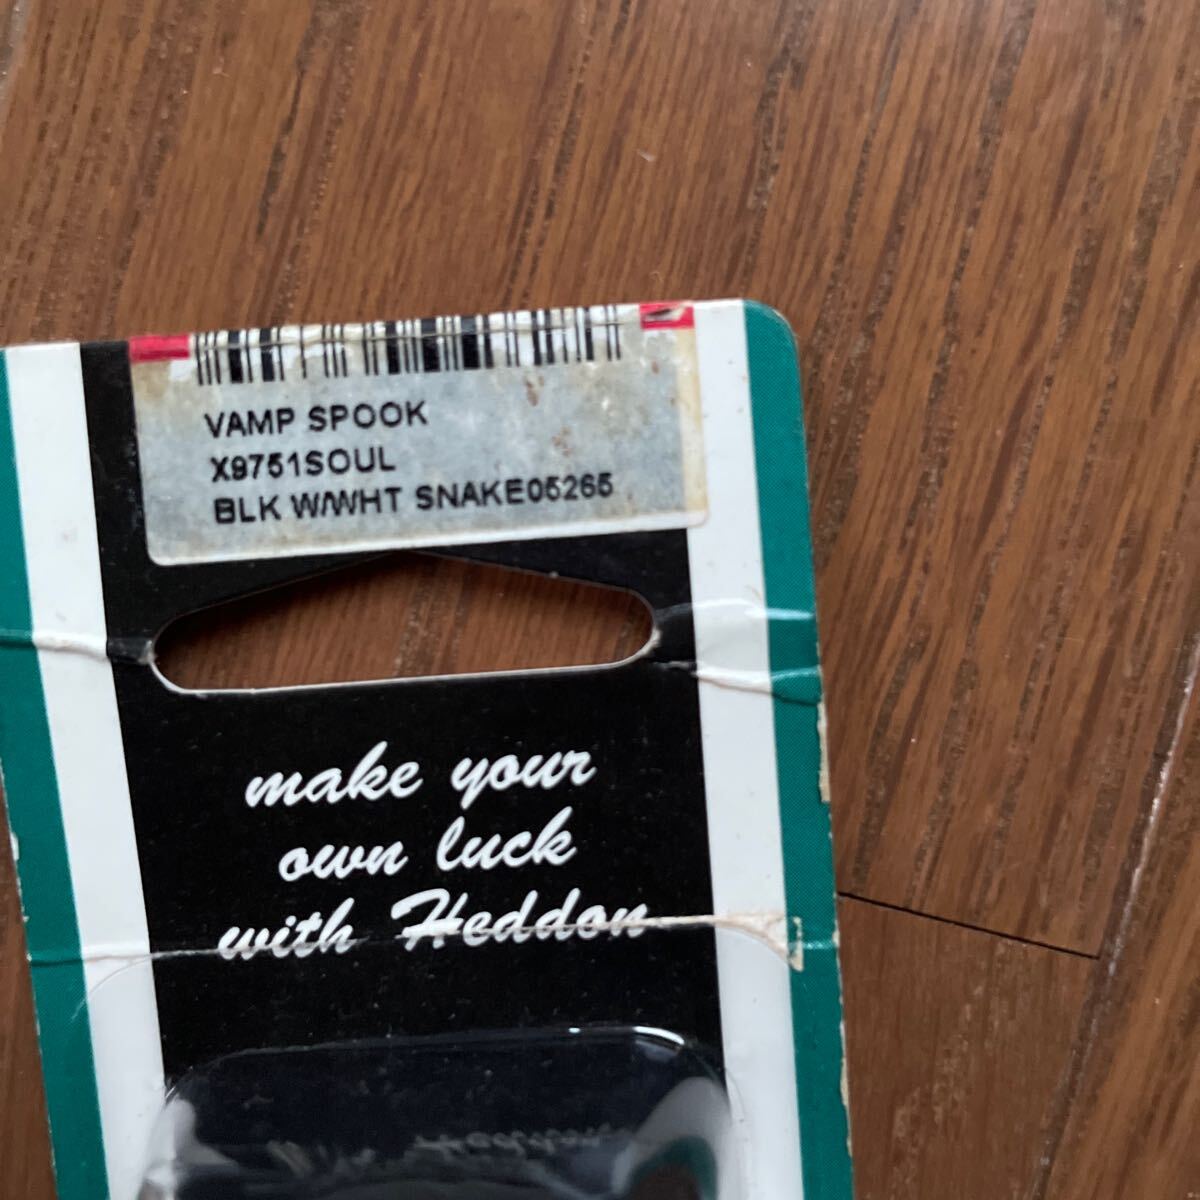 VAMP SPOOK
X9751SOUL
BLK W/WHT SNAKE05265
make your
own luck
with Heddon